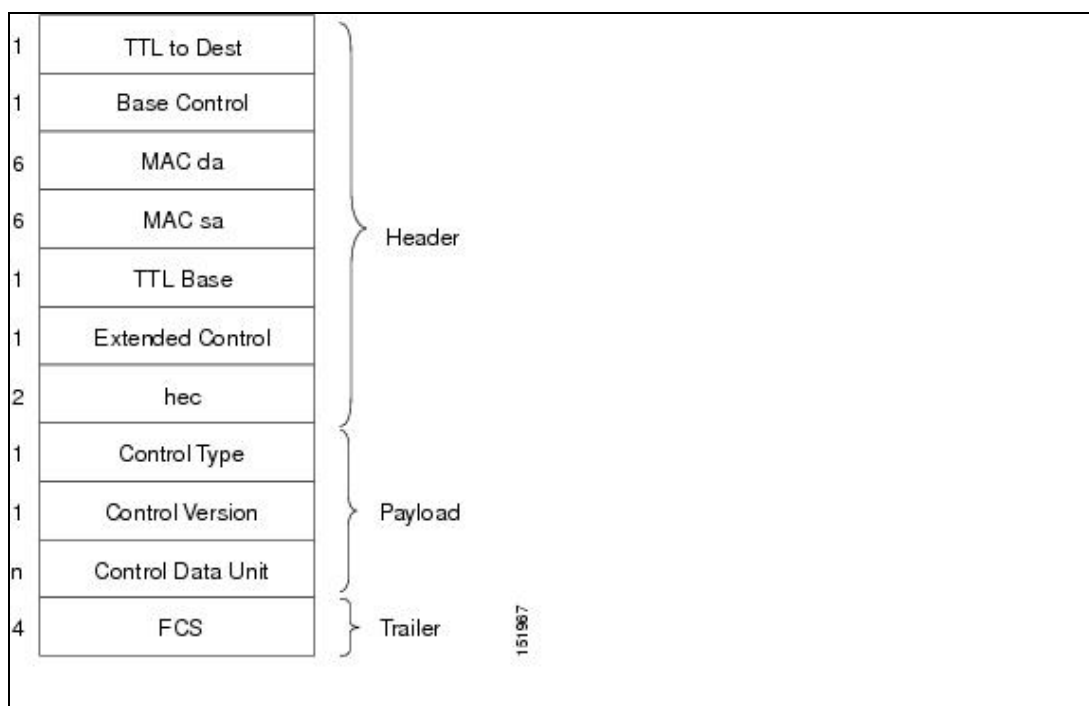 1 TTL to Dest
1 Base Control
6 MAC da
6 MAC sa
Header
1 TTL Base
1 Extended Control
2 hec
1 Control Type
1 Control Version
Payload
n Control Data Unit
4 FCS
Trailer
151967